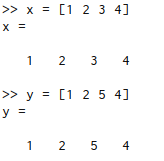 >> x = [1 2 3 4]
x =
1 2 3 4
>> y = [1 2 5 4]
y =
1 2 5 4